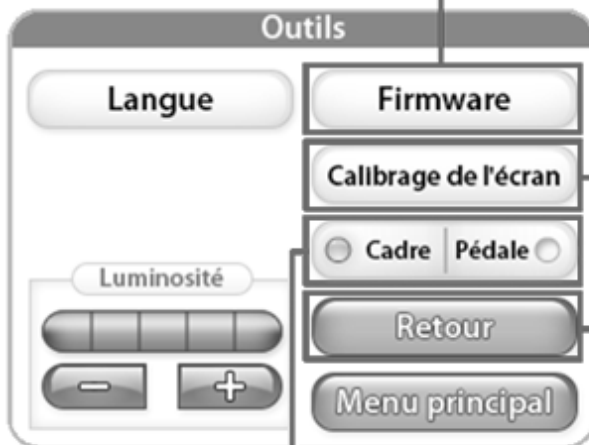 Outils
Langue
Firmware
Calibrage de l'écran
Cadre
Pédale
Luminosité
−
+
Retour
Menu principal